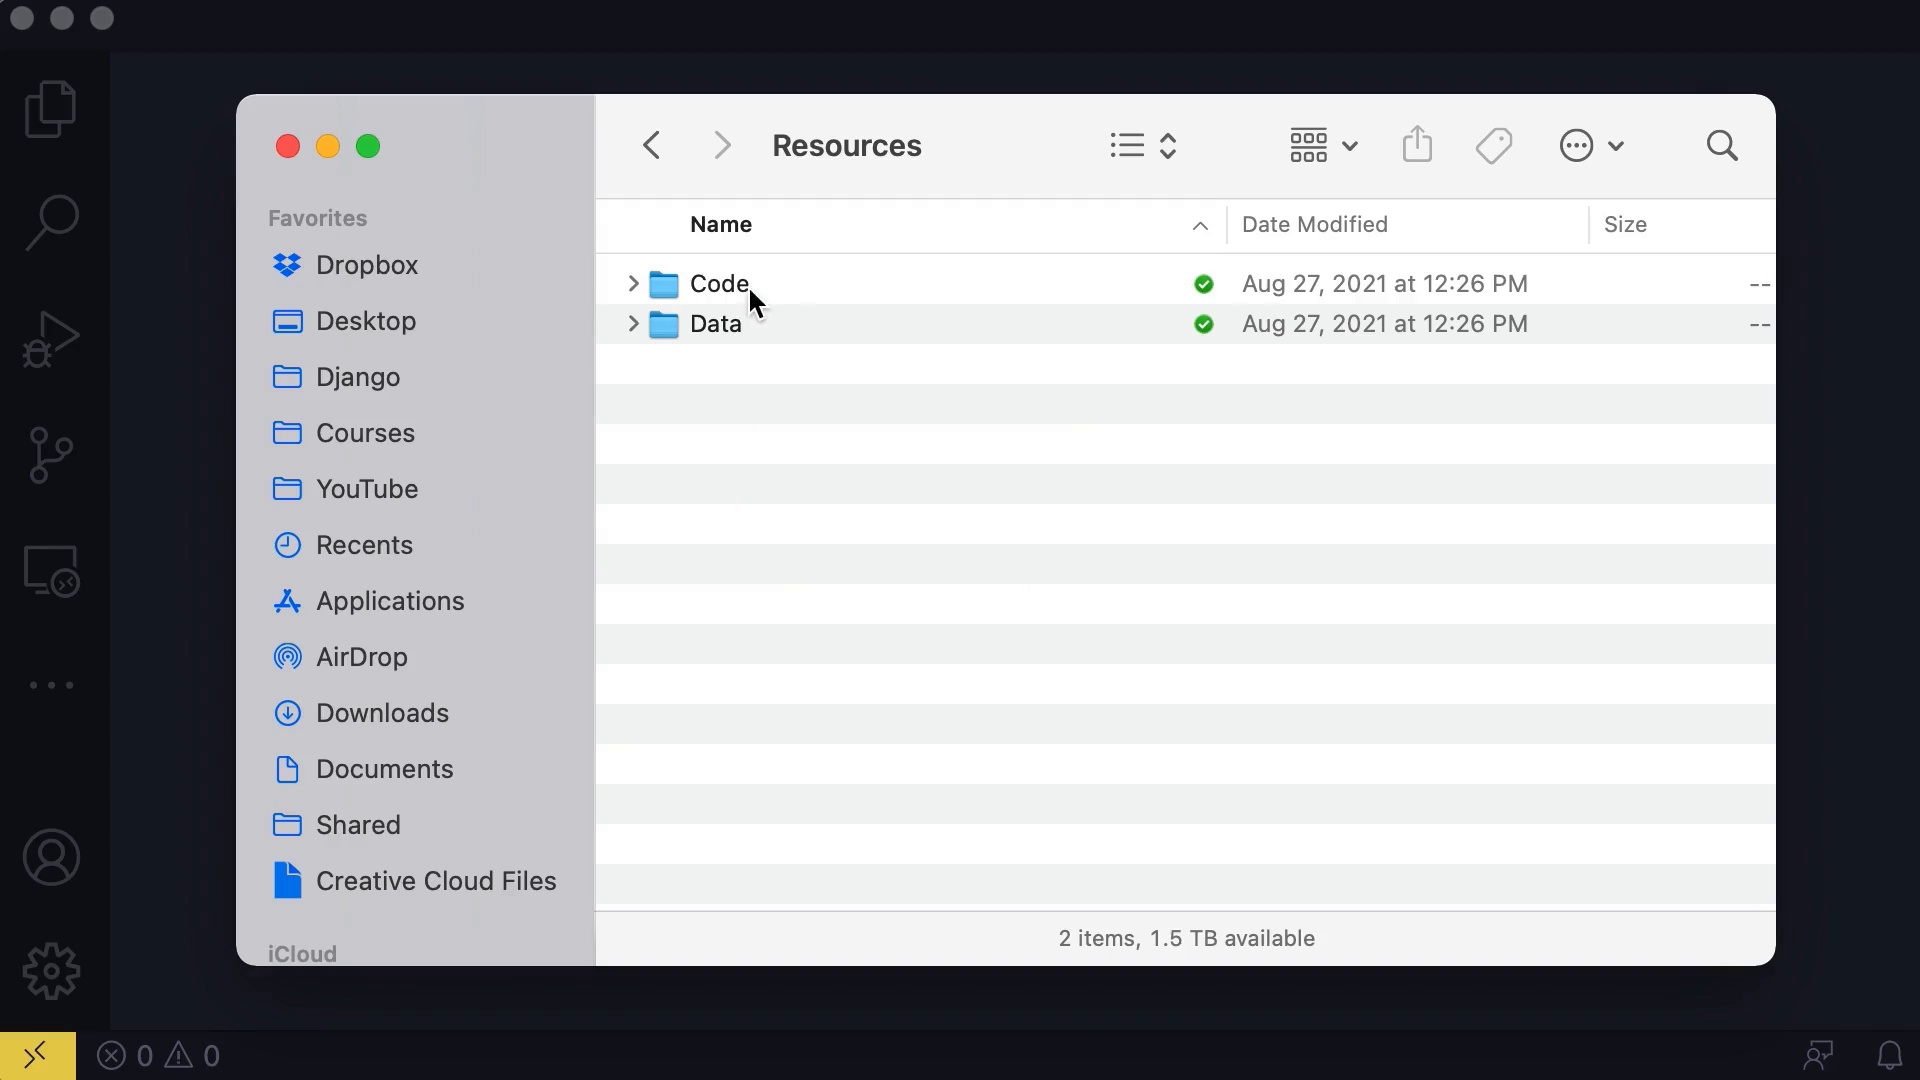 Resources
Favorites
Dropbox
Desktop
Django
Courses
YouTube
Recents
Applications
AirDrop
Downloads
Documents
Shared
Creative Cloud Files
iCloud
Name Date Modified Size
Code Aug 27, 2021 at 12:26 PM --
Data Aug 27, 2021 at 12:26 PM --
2 items, 1.5 TB available
0 0